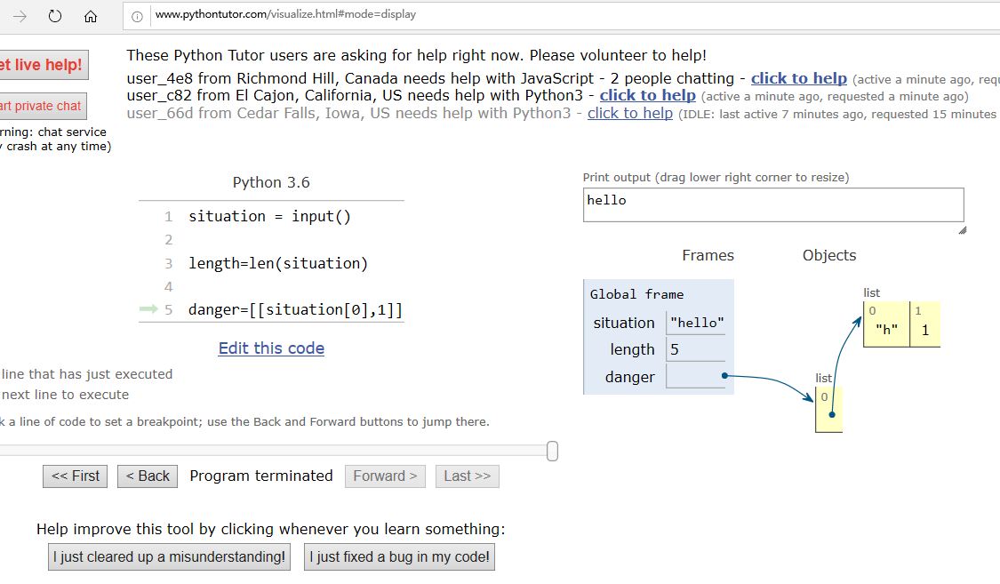 www.pythontutor.com/visualize.html#mode=display
These Python Tutor users are asking for help right now. Please volunteer to help!
et live help!
user_4e8 from Richmond Hill, Canada needs help with JavaScript - 2 people chatting - click to help (active a minute ago, requ
user_c82 from El Cajon, California, US needs help with Python3 - click to help (active a minute ago, requested a minute ago)
art private chat
user_66d from Cedar Falls, Iowa, US needs help with Python3 - click to help (IDLE: last active 7 minutes ago, requested 15 minutes
rning: chat service
y crash at any time)
Python 3.6
1 situation = input()
2
3 length=len(situation)
4
5 danger=[[situation[0],1]]
Edit this code
line that has just executed
next line to execute
k a line of code to set a breakpoint; use the Back and Forward buttons to jump there.
<< First
< Back
Program terminated
Forward >
Last >>
Help improve this tool by clicking whenever you learn something:
I just cleared up a misunderstanding!
I just fixed a bug in my code!
Print output (drag lower right corner to resize)
hello
Frames
Objects
Global frame
situation "hello"
length 5
danger
list
0 1
"h" 1
list
0